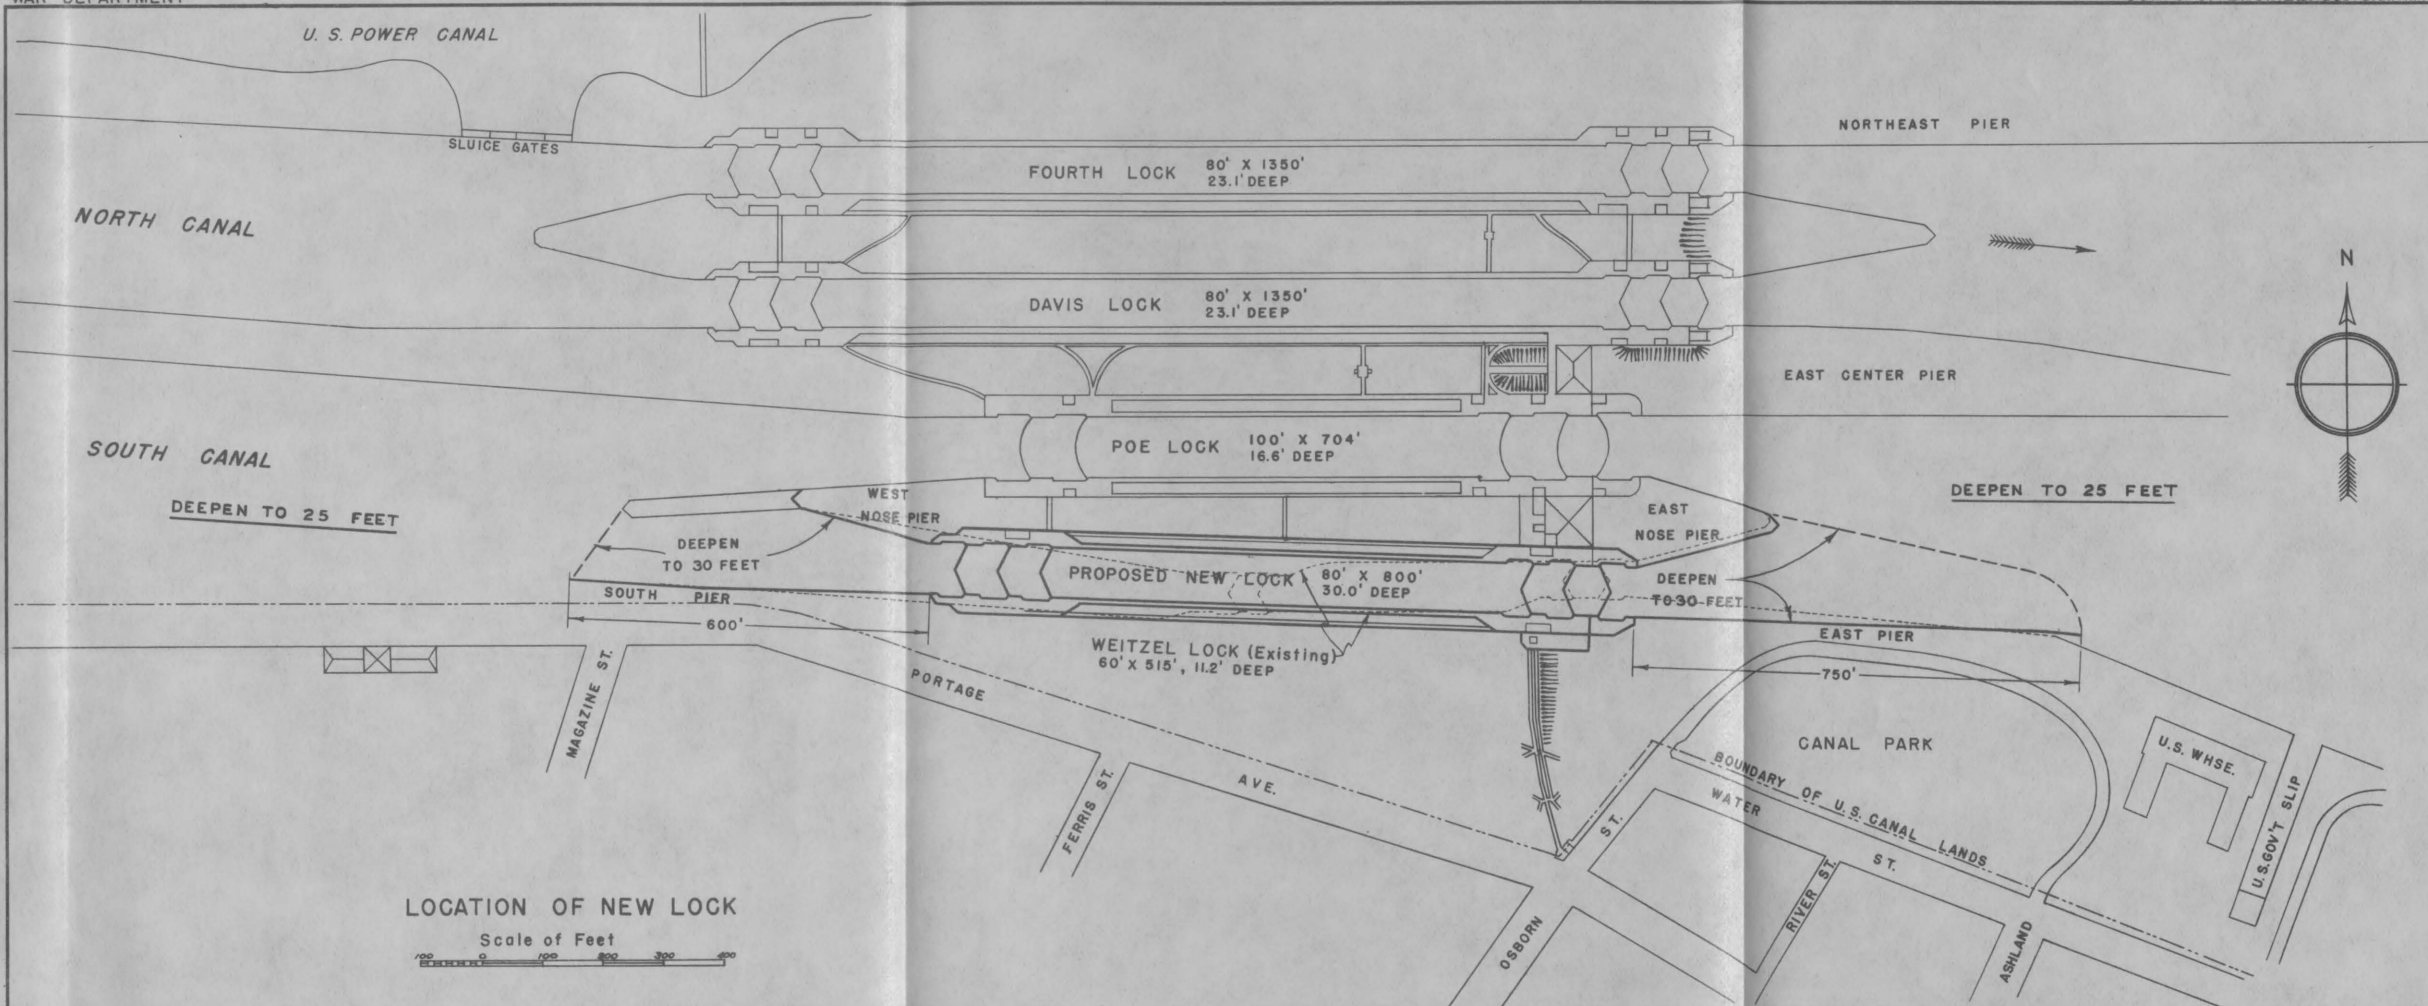 WAR DEPARTMENT
U. S. POWER CANAL
SLUICE GATES
NORTHEAST PIER
FOURTH LOCK 80' X 1350'
23.1' DEEP
NORTH CANAL
N
DAVIS LOCK 80' X 1350'
23.1' DEEP
EAST CENTER PIER
SOUTH CANAL
POE LOCK 100' X 704'
16.6' DEEP
DEEPEN TO 25 FEET
DEEPEN TO 25 FEET
WEST
NOSE PIER
EAST
NOSE PIER
DEEPEN
TO 30 FEET
PROPOSED NEW LOCK 80' X 800'
30.0' DEEP
DEEPEN
TO 30 FEET
SOUTH PIER
600'
EAST PIER
750'
WEITZEL LOCK (Existing)
60' X 515', 11.2' DEEP
MAGAZINE ST.
PORTAGE
AVE.
FERRIS ST.
CANAL PARK
U.S. WHSE.
U.S. GOV'T SLIP
BOUNDARY OF U.S. CANAL LANDS
WATER
ST.
ST.
RIVER ST.
OSBORN
ASHLAND
LOCATION OF NEW LOCK
Scale of Feet
100 0 100 200 300 400